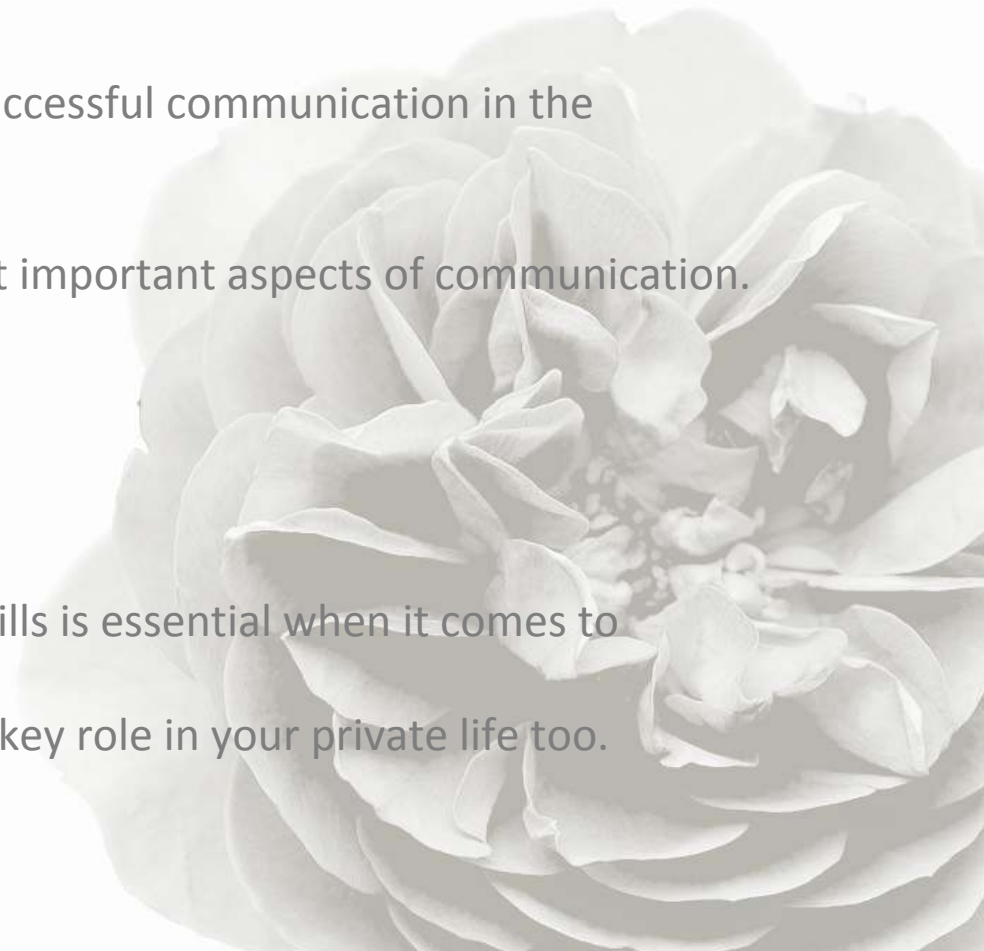 ccessful communication in the
t important aspects of communication.
ills is essential when it comes to
key role in your private life too.